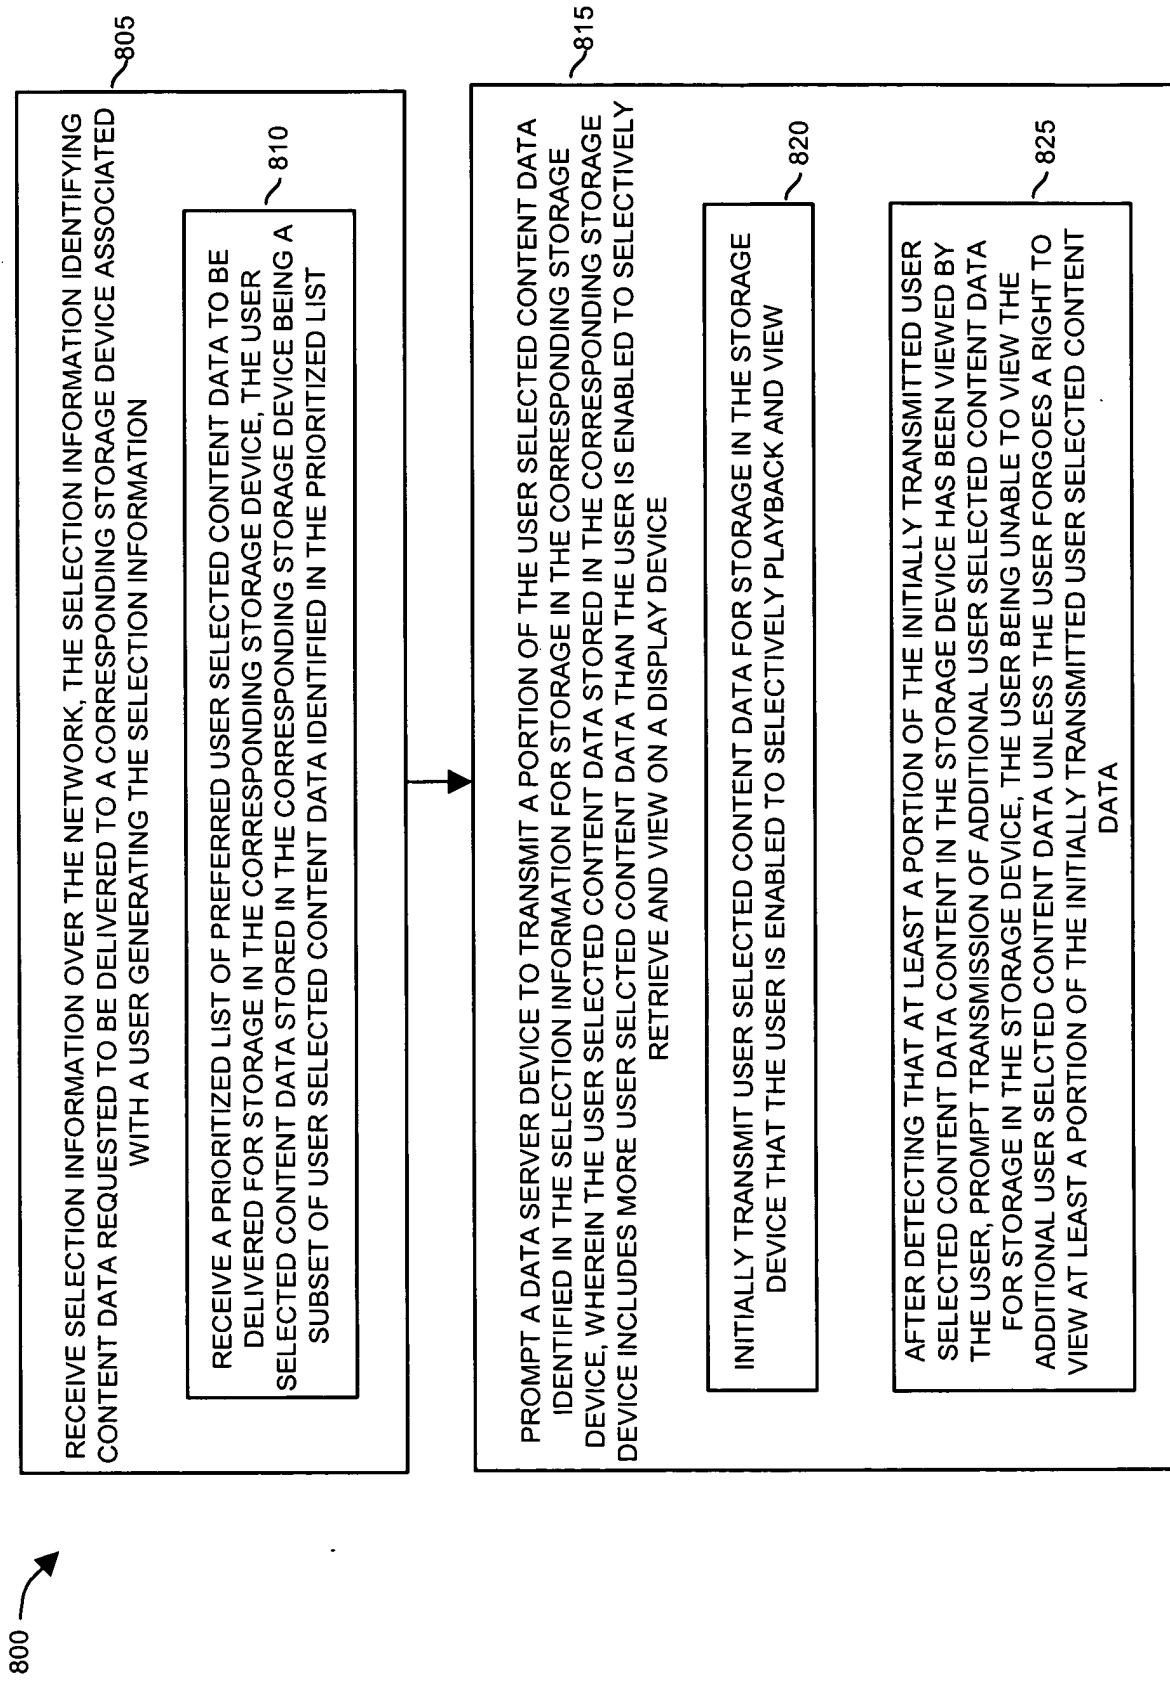 800
RECEIVE SELECTION INFORMATION OVER THE NETWORK, THE SELECTION INFORMATION IDENTIFYING
CONTENT DATA REQUESTED TO BE DELIVERED TO A CORRESPONDING STORAGE DEVICE ASSOCIATED
WITH A USER GENERATING THE SELECTION INFORMATION
805
RECEIVE A PRIORITIZED LIST OF PREFERRED USER SELECTED CONTENT DATA TO BE
DELIVERED FOR STORAGE IN THE CORRESPONDING STORAGE DEVICE, THE USER
SELECTED CONTENT DATA STORED IN THE CORRESPONDING STORAGE DEVICE BEING A
SUBSET OF USER SELECTED CONTENT DATA IDENTIFIED IN THE PRIORITIZED LIST
810
PROMPT A DATA SERVER DEVICE TO TRANSMIT A PORTION OF THE USER SELECTED CONTENT DATA
IDENTIFIED IN THE SELECTION INFORMATION FOR STORAGE IN THE CORRESPONDING STORAGE
DEVICE, WHEREIN THE USER SELECTED CONTENT DATA STORED IN THE CORRESPONDING STORAGE
DEVICE INCLUDES MORE USER SELCTED CONTENT DATA THAN THE USER IS ENABLED TO SELECTIVELY
RETRIEVE AND VIEW ON A DISPLAY DEVICE
815
INITIALLY TRANSMIT USER SELECTED CONTENT DATA FOR STORAGE IN THE STORAGE
DEVICE THAT THE USER IS ENABLED TO SELECTIVELY PLAYBACK AND VIEW
820
AFTER DETECTING THAT AT LEAST A PORTION OF THE INITIALLY TRANSMITTED USER
SELECTED CONTENT DATA CONTENT IN THE STORAGE DEVICE HAS BEEN VIEWED BY
THE USER, PROMPT TRANSMISSION OF ADDITIONAL USER SELECTED CONTENT DATA
FOR STORAGE IN THE STORAGE DEVICE, THE USER BEING UNABLE TO VIEW THE
ADDITIONAL USER SELCTED CONTENT DATA UNLESS THE USER FORGOES A RIGHT TO
VIEW AT LEAST A PORTION OF THE INITIALLY TRANSMITTED USER SELECTED CONTENT
DATA
825